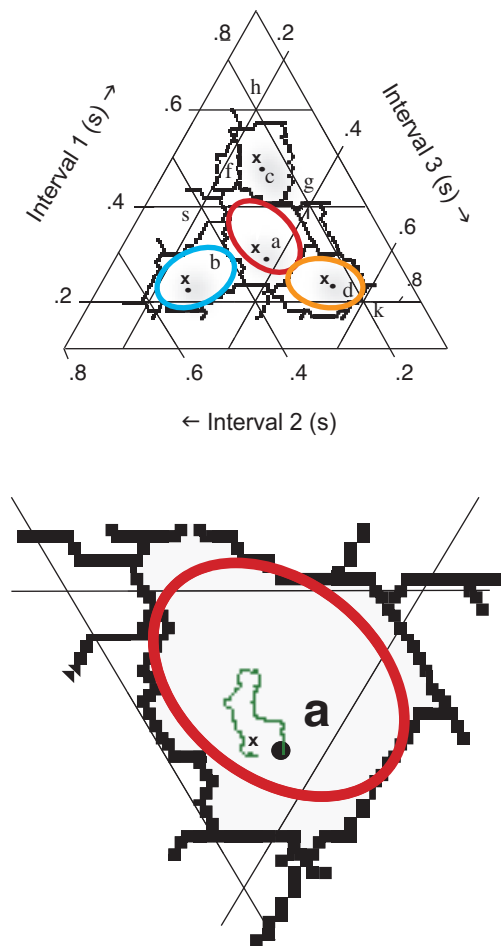 .8 .2
h
.6
Interval 1 (s) →
Interval 3 (s) →
.4
x
f c
g
.4 s l
a
x
.6
b
x x
d
.8
.2 k
.8 .6 .4 .2
← Interval 2 (s)
a
x